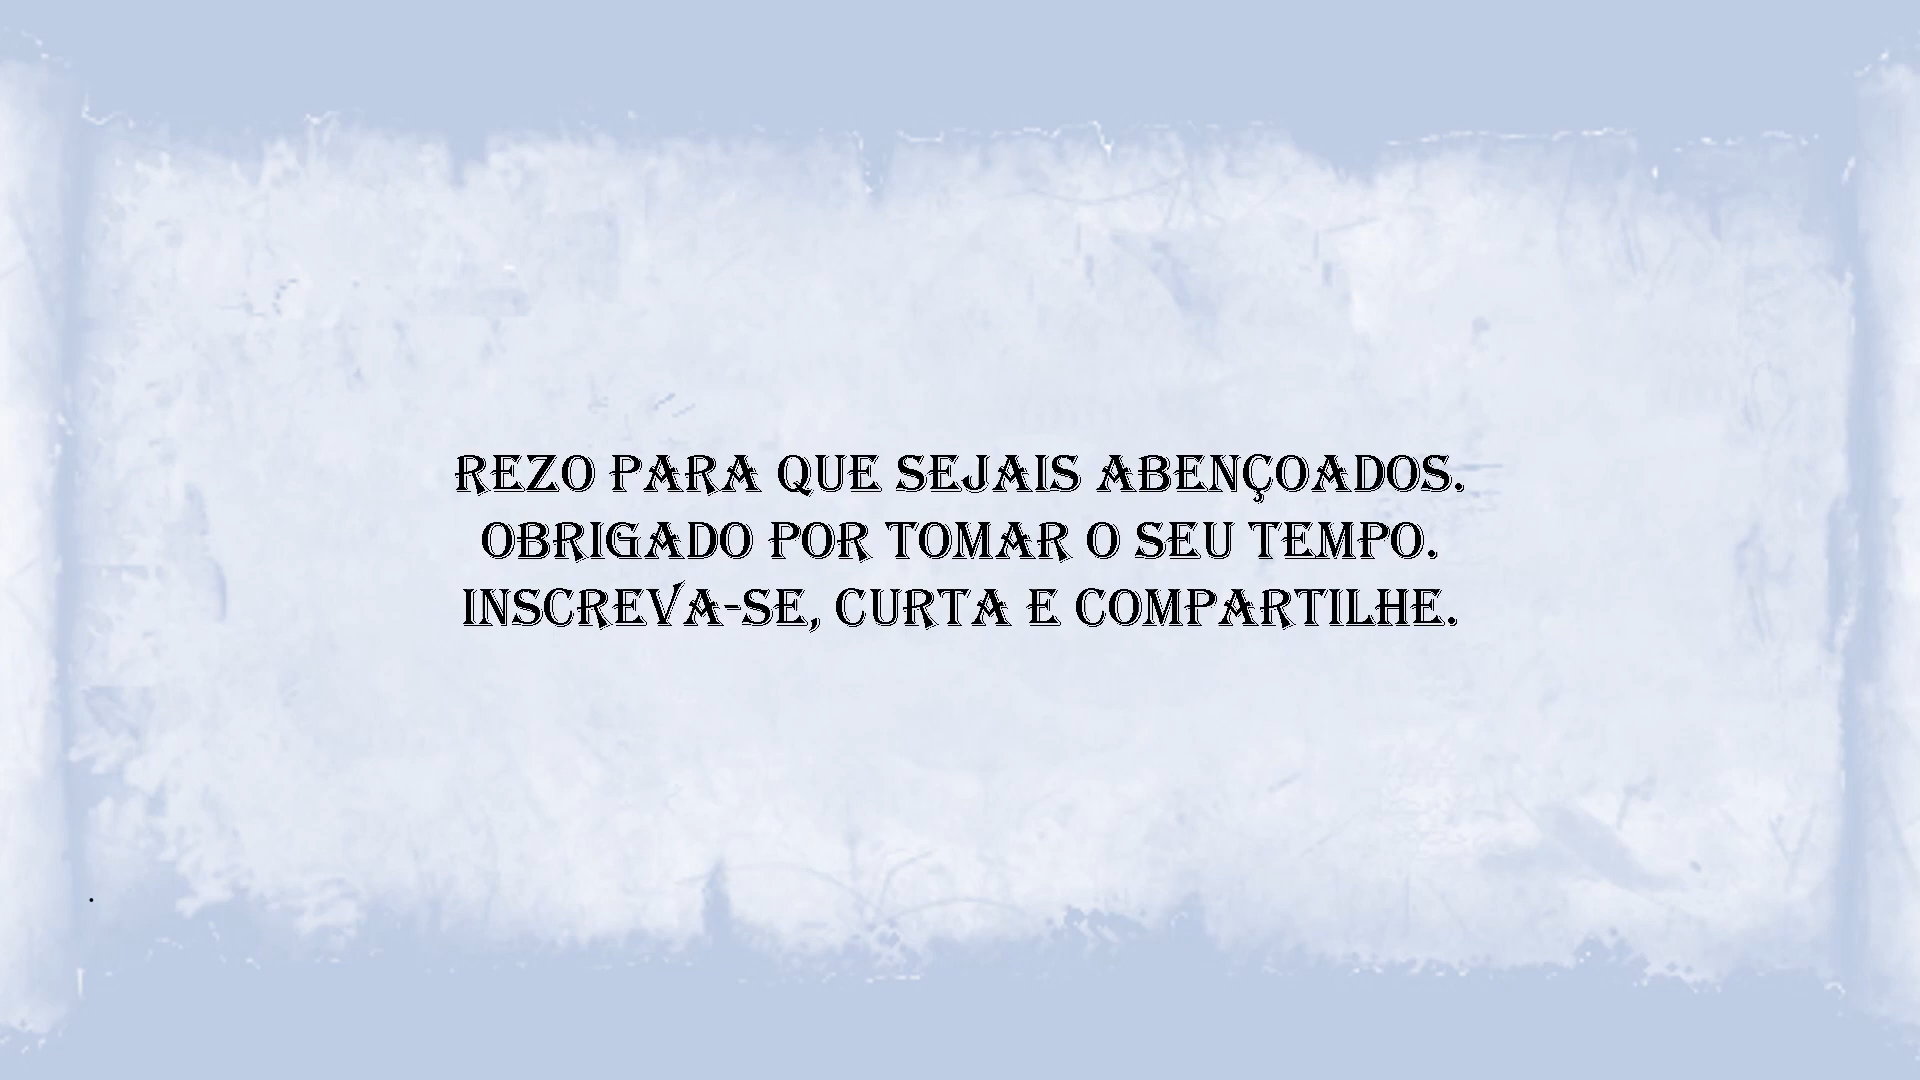 REZO PARA QUE SEJAIS ABENÇOADOS.
OBRIGADO POR TOMAR O SEU TEMPO.
INSCREVA-SE, CURTA E COMPARTILHE.
.